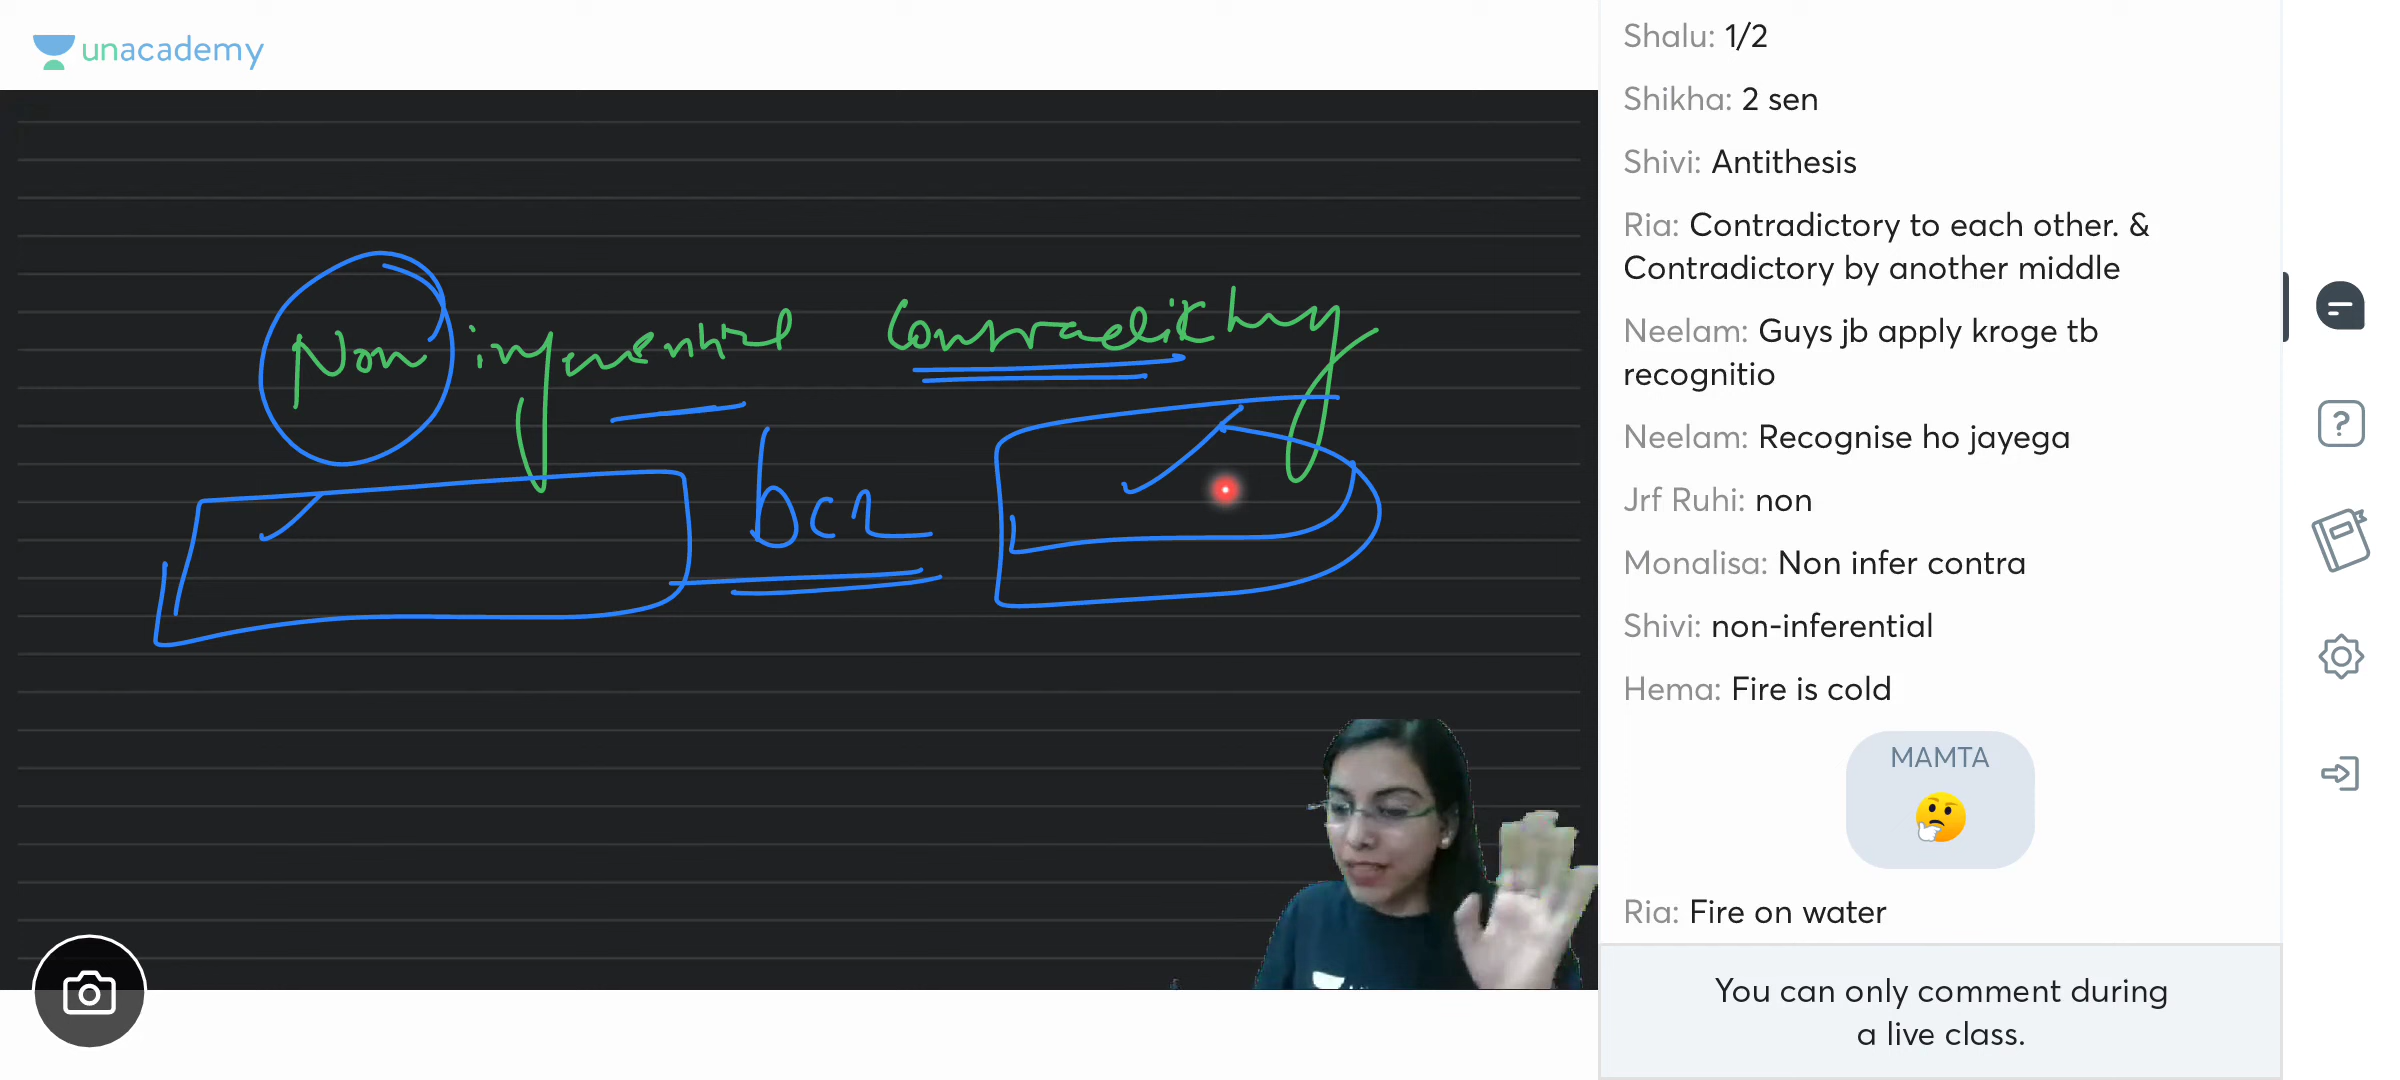 unacademy
Non inferential Contradictory
bcz
Shalu: 1/2
Shikha: 2 sen
Shivi: Antithesis
Ria: Contradictory to each other. &
Contradictory by another middle
Neelam: Guys jb apply kroge tb
recognitio
Neelam: Recognise ho jayega
Jrf Ruhi: non
Monalisa: Non infer contra
Shivi: non-inferential
Hema: Fire is cold
MAMTA
Ria: Fire on water
You can only comment during
a live class.